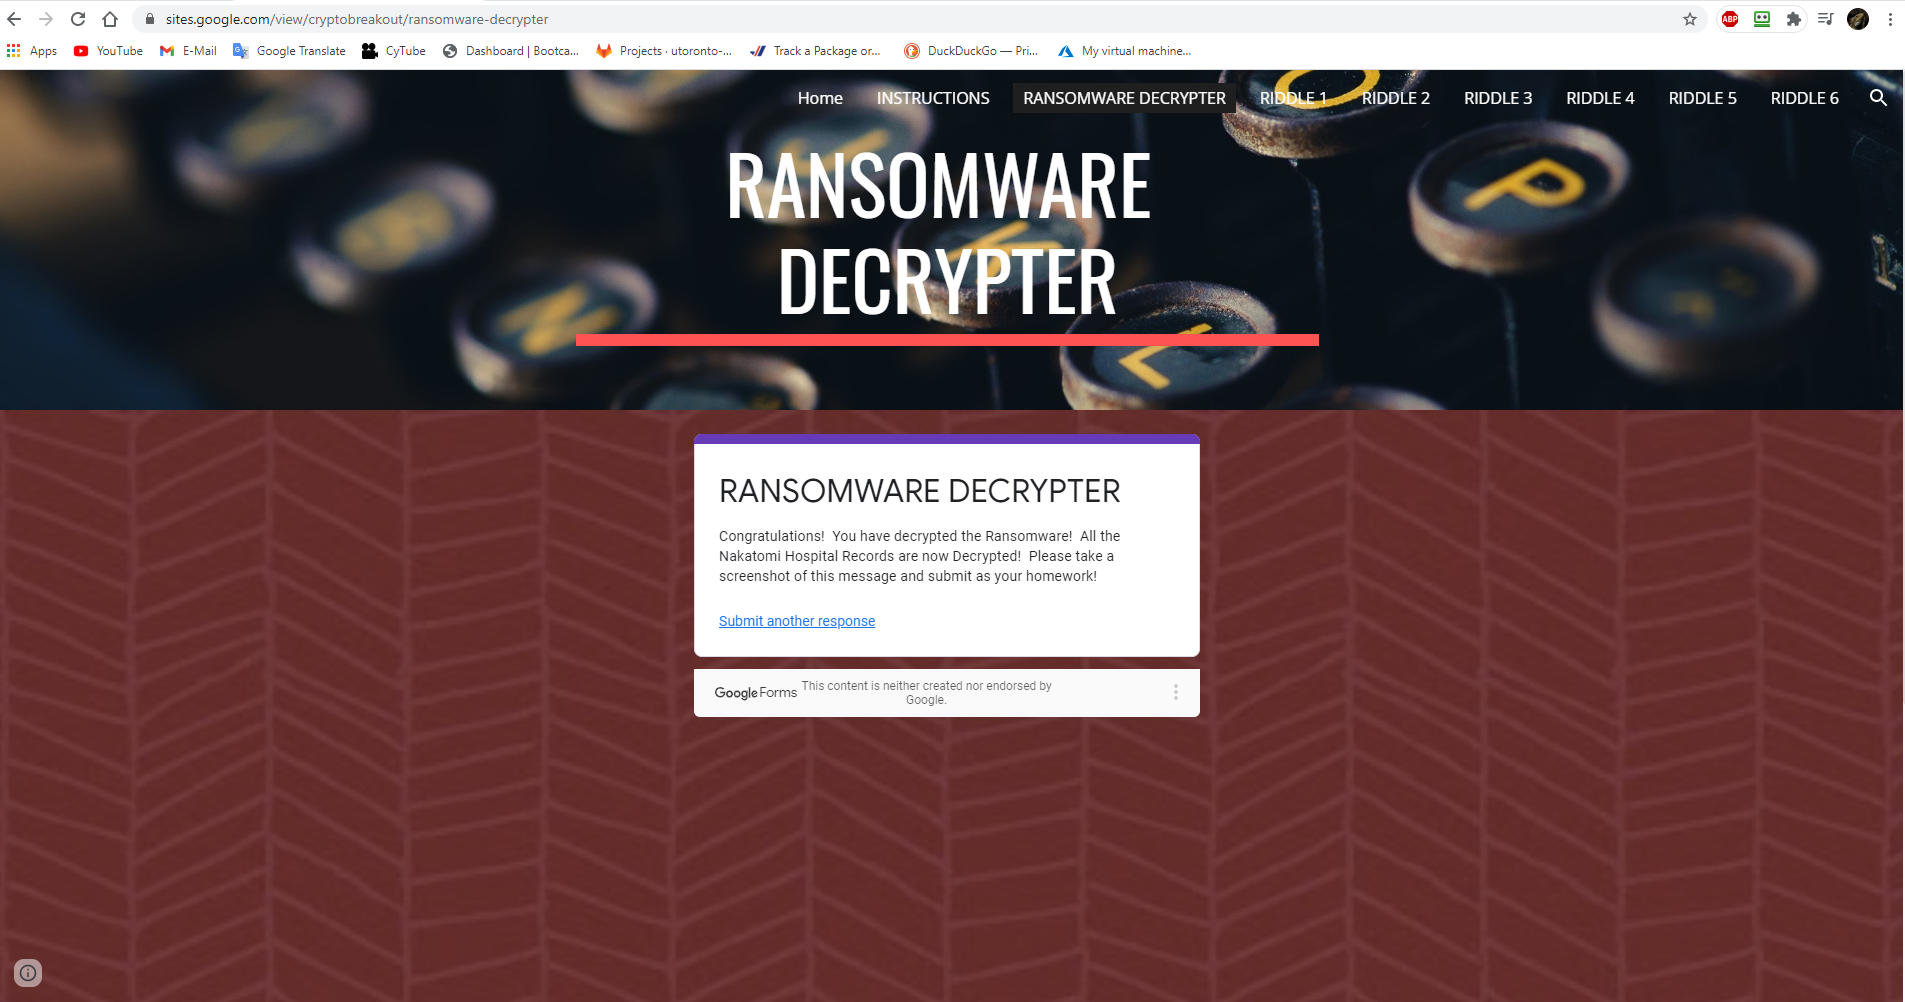 sites.google.com/view/cryptobreakout/ransomware-decrypter
ABP
Apps YouTube E-Mail Google Translate CyTube Dashboard | Bootca... Projects · utoronto-... Track a Package or... DuckDuckGo — Pri... My virtual machine...
Home INSTRUCTIONS RANSOMWARE DECRYPTER RIDDLE 1 RIDDLE 2 RIDDLE 3 RIDDLE 4 RIDDLE 5 RIDDLE 6
RANSOMWARE
DECRYPTER
O
P
N
L
RANSOMWARE DECRYPTER
Congratulations!  You have decrypted the Ransomware!  All the
Nakatomi Hospital Records are now Decrypted!  Please take a
screenshot of this message and submit as your homework!
Submit another response
Google Forms This content is neither created nor endorsed by
Google.